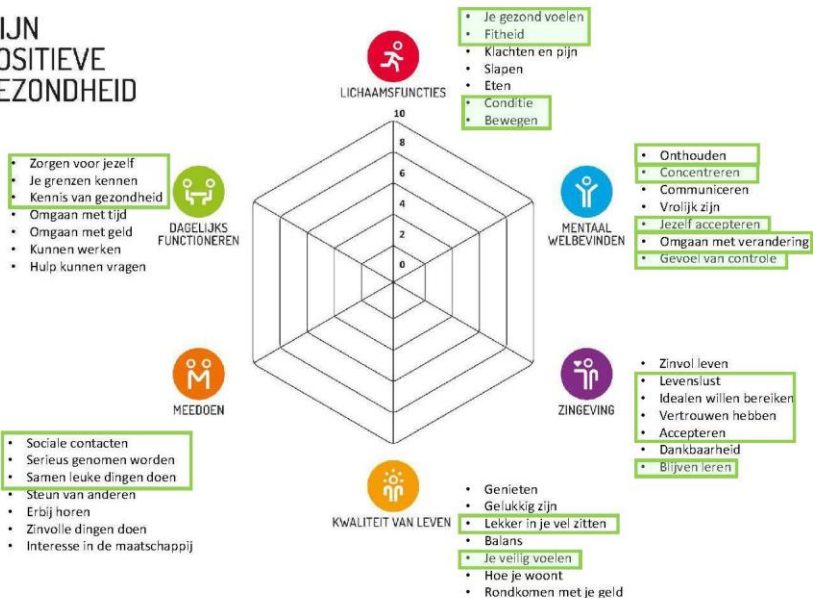 IJN
OSITIEVE
EZONDHEID
LICHAAMSFUNCTIES
• Je gezond voelen
• Fitheid
• Klachten en pijn
• Slapen
• Eten
• Conditie
• Bewegen
10
8
6
4
2
0
MENTAAL
WELBEVINDEN
• Onthouden
• Concentreren
• Communiceren
• Vrolijk zijn
• Jezelf accepteren
• Omgaan met verandering
• Gevoel van controle
ZINGEVING
• Zinvol leven
• Levenslust
• Idealen willen bereiken
• Vertrouwen hebben
• Accepteren
• Dankbaarheid
• Blijven leren
KWALITEIT VAN LEVEN
• Genieten
• Gelukkig zijn
• Lekker in je vel zitten
• Balans
• Je veilig voelen
• Hoe je woont
• Rondkomen met je geld
MEEDOEN
• Sociale contacten
• Serieus genomen worden
• Samen leuke dingen doen
• Steun van anderen
• Erbij horen
• Zinvolle dingen doen
• Interesse in de maatschappij
DAGELIJKS
FUNCTIONEREN
• Zorgen voor jezelf
• Je grenzen kennen
• Kennis van gezondheid
• Omgaan met tijd
• Omgaan met geld
• Kunnen werken
• Hulp kunnen vragen